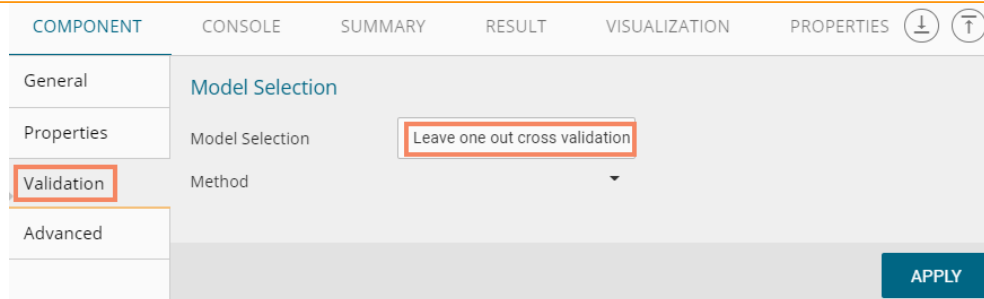 COMPONENT CONSOLE SUMMARY RESULT VISUALIZATION PROPERTIES
General
Properties
Validation
Advanced
Model Selection
Model Selection Leave one out cross validation
Method
APPLY